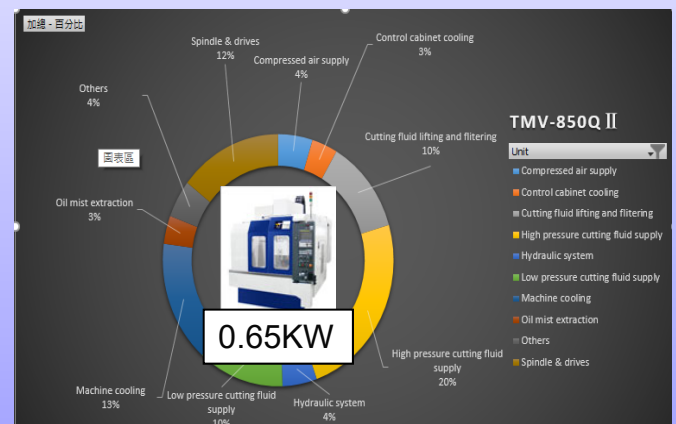 加總 - 百分比
Spindle & drives
12%
Compressed air supply
4%
Control cabinet cooling
3%
Others
4%
圖表區
Cutting fluid lifting and flitering
10%
Oil mist extraction
3%
TMV-850Q II
Unit
Compressed air supply
Control cabinet cooling
Cutting fluid lifting and flitering
High pressure cutting fluid supply
Hydraulic system
Low pressure cutting fluid supply
Machine cooling
Oil mist extraction
Others
Spindle & drives
0.65KW
High pressure cutting fluid
supply
20%
Machine cooling
13%
Low pressure cutting fluid
supply
10%
Hydraulic system
4%